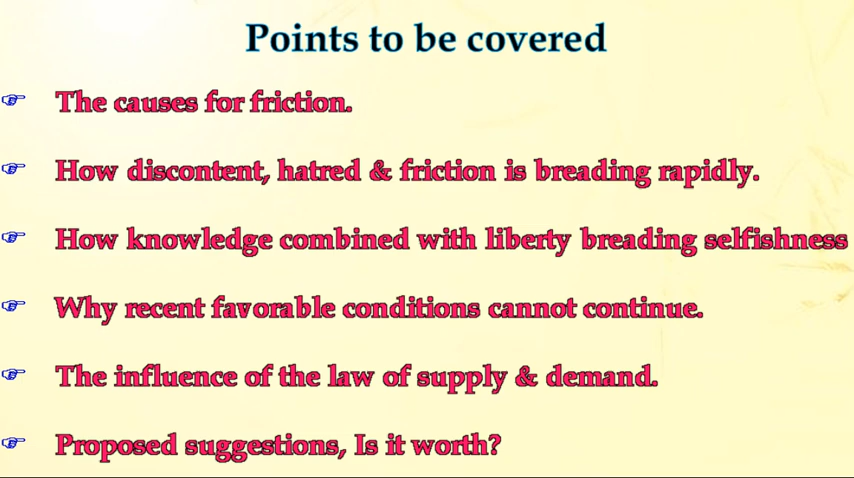 Points to be covered
The causes for friction.
How discontent, hatred & friction is breading rapidly.
How knowledge combined with liberty breading selfishness
Why recent favorable conditions cannot continue.
The influence of the law of supply & demand.
Proposed suggestions, Is it worth?